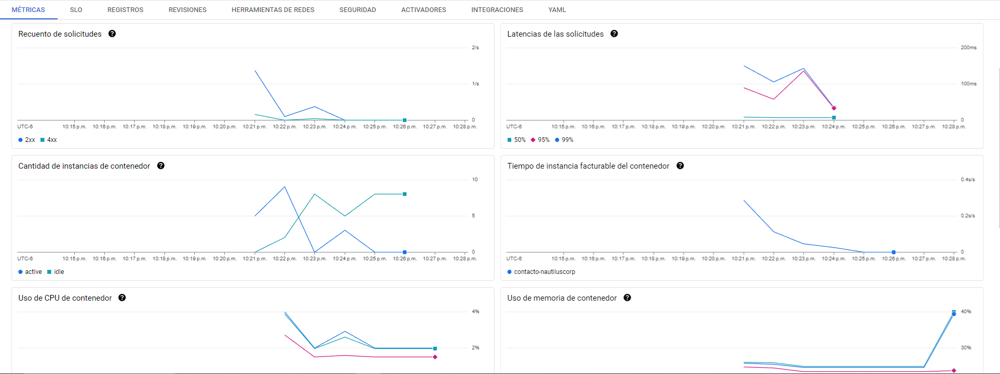 MÉTRICAS SLO REGISTROS REVISIONES HERRAMIENTAS DE REDES SEGURIDAD ACTIVADORES INTEGRACIONES YAML
Recuento de solicitudes
2/s
1/s
0
UTC-6 10:15 p.m. 10:16 p.m. 10:17 p.m. 10:18 p.m. 10:19 p.m. 10:20 p.m. 10:21 p.m. 10:22 p.m. 10:23 p.m. 10:24 p.m. 10:25 p.m. 10:26 p.m. 10:27 p.m. 10:28 p.m.
2xx 4xx
Latencias de las solicitudes
200ms
100ms
0
UTC-6 10:15 p.m. 10:16 p.m. 10:17 p.m. 10:18 p.m. 10:19 p.m. 10:20 p.m. 10:21 p.m. 10:22 p.m. 10:23 p.m. 10:24 p.m. 10:25 p.m. 10:26 p.m. 10:27 p.m. 10:28 p.m.
50% 95% 99%
Cantidad de instancias de contenedor
10
5
0
UTC-6 10:15 p.m. 10:16 p.m. 10:17 p.m. 10:18 p.m. 10:19 p.m. 10:20 p.m. 10:21 p.m. 10:22 p.m. 10:23 p.m. 10:24 p.m. 10:25 p.m. 10:26 p.m. 10:27 p.m. 10:28 p.m.
active idle
Tiempo de instancia facturable del contenedor
0.4s/s
0.2s/s
0
UTC-6 10:15 p.m. 10:16 p.m. 10:17 p.m. 10:18 p.m. 10:19 p.m. 10:20 p.m. 10:21 p.m. 10:22 p.m. 10:23 p.m. 10:24 p.m. 10:25 p.m. 10:26 p.m. 10:27 p.m. 10:28 p.m.
contacto-nautiluscorp
Uso de CPU de contenedor
4%
2%
Uso de memoria de contenedor
40%
30%